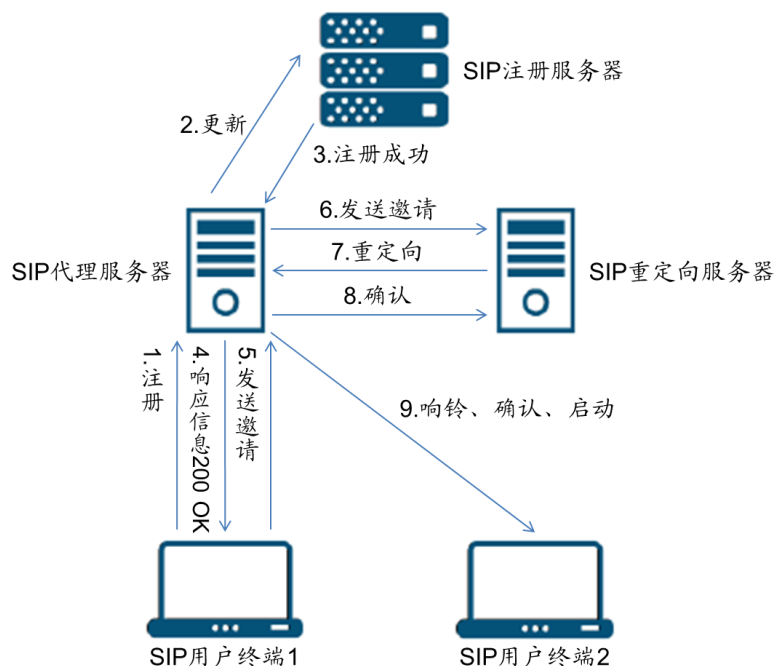 SIP注册服务器
2.更新
3.注册成功
6.发送邀请
7.重定向
SIP代理服务器
SIP重定向服务器
8.确认
1.注册
4.响应信息200 OK
5.发送邀请
9.响铃、确认、启动
SIP用户终端1
SIP用户终端2